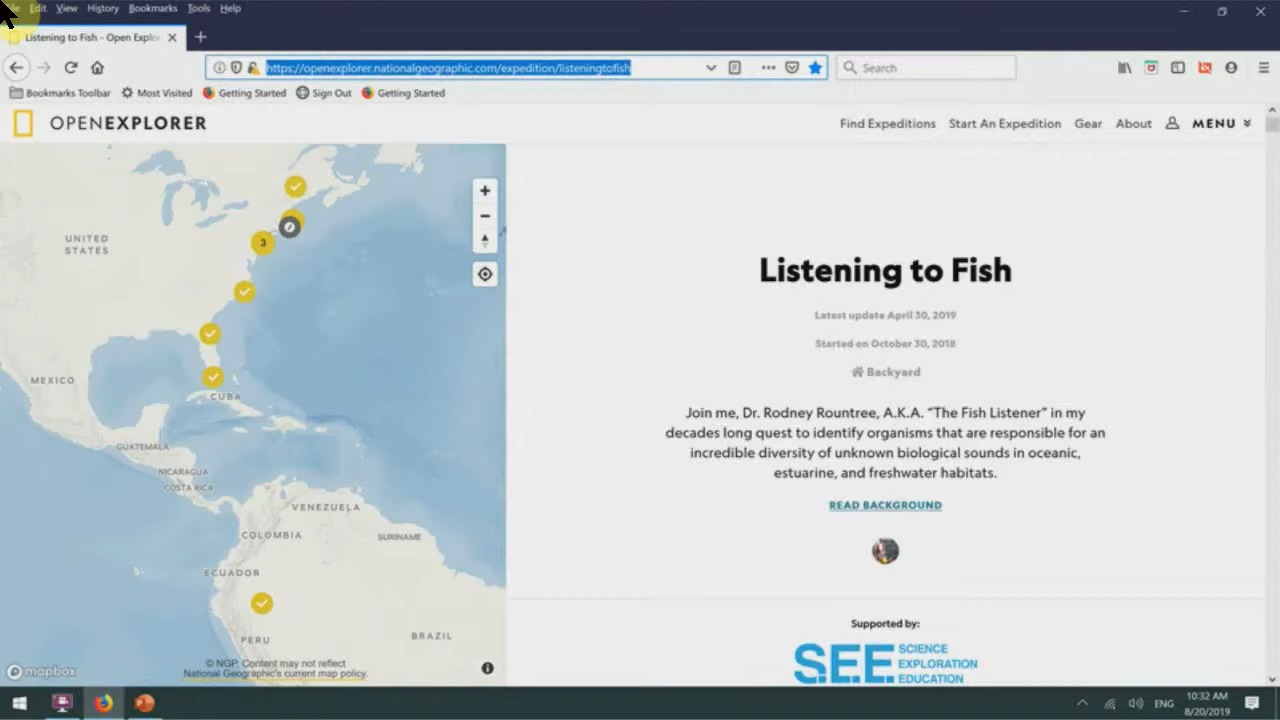 Edit View History Bookmarks Tools Help
Listening to Fish - Open Explo
https://openexplorer.nationalgeographic.com/expedition/listeningtofish
Search
Bookmarks Toolbar Most Visited Getting Started Sign Out Getting Started
OPENEXPLORER
Find Expeditions Start An Expedition Gear About MENU
UNITED
STATES
3
MEXICO
CUBA
GUATEMALA
NICARAGUA
COSTA RICA
VENEZUELA
COLOMBIA
SURINAME
ECUADOR
PERU
BRAZIL
mapbox
© NGP, Content may not reflect
National Geographic's current map policy.
Listening to Fish
Latest update April 30, 2019
Started on October 30, 2018
Backyard
Join me, Dr. Rodney Rountree, A.K.A. “The Fish Listener” in my
decades long quest to identify organisms that are responsible for an
incredible diversity of unknown biological sounds in oceanic,
estuarine, and freshwater habitats.
READ BACKGROUND
Supported by:
SEE SCIENCE
EXPLORATION
EDUCATION
ENG
10:32 AM
8/20/2019